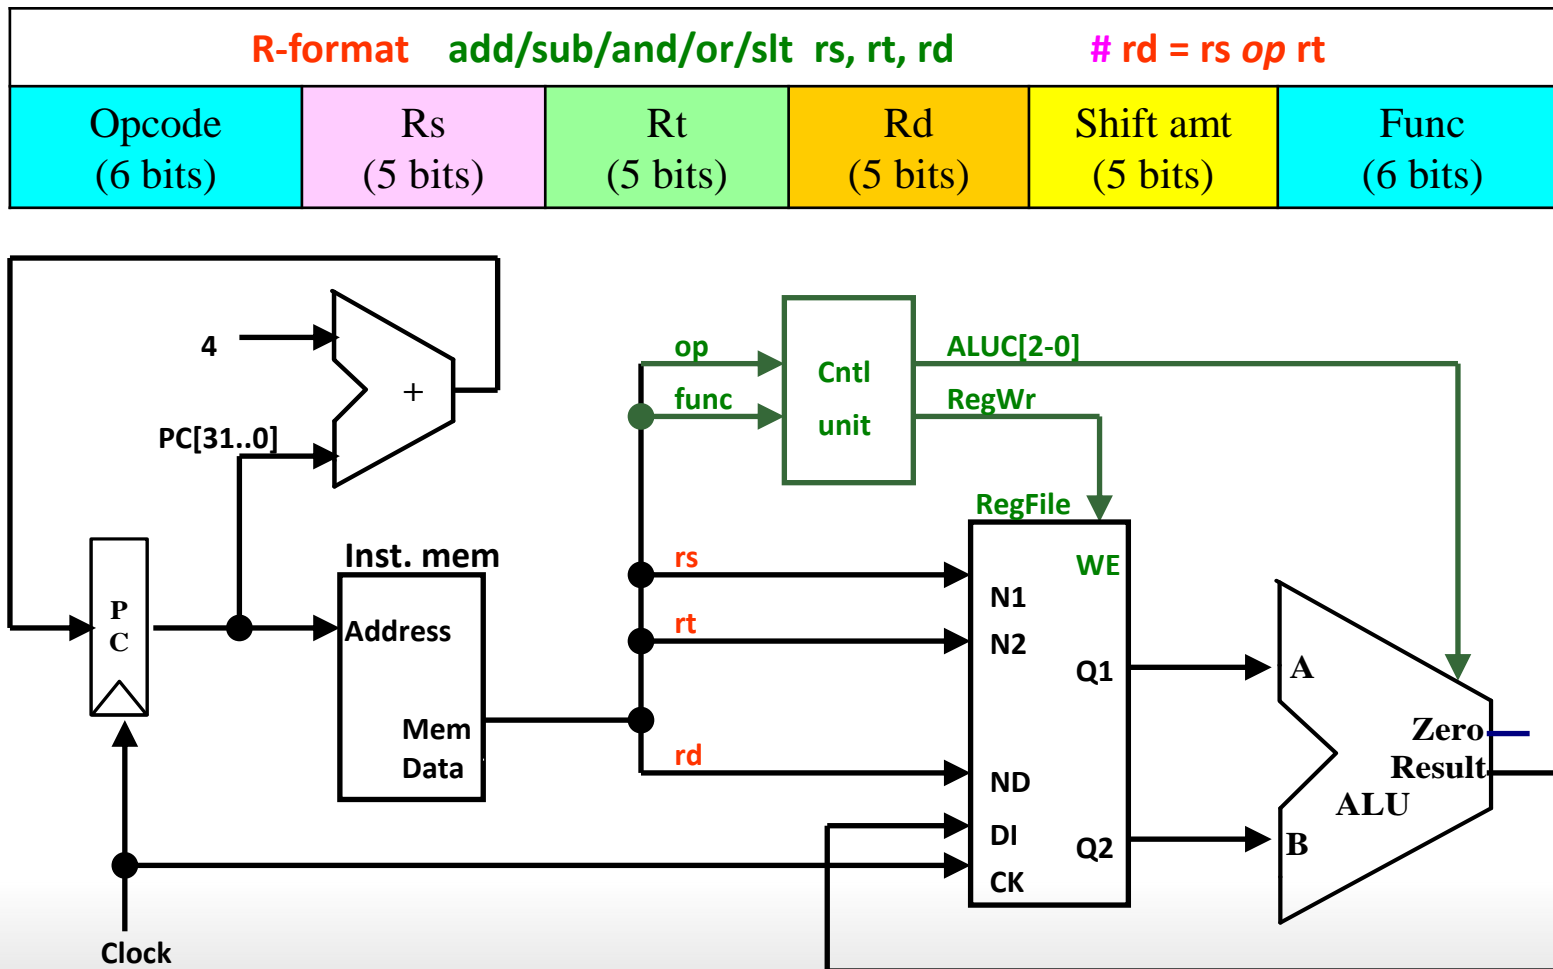 R-format add/sub/and/or/slt rs, rt, rd # rd = rs op rt
Opcode Rs Rt Rd Shift amt Func
(6 bits) (5 bits) (5 bits) (5 bits) (5 bits) (6 bits)
4
+
PC[31..0]
op
func
Cntl
unit
ALUC[2-0]
RegWr
RegFile
Inst. mem
P
C
Address
Mem
Data
rs
rt
rd
WE
N1
N2
Q1
ND
DI
Q2
CK
A
Zero
Result
ALU
B
Clock